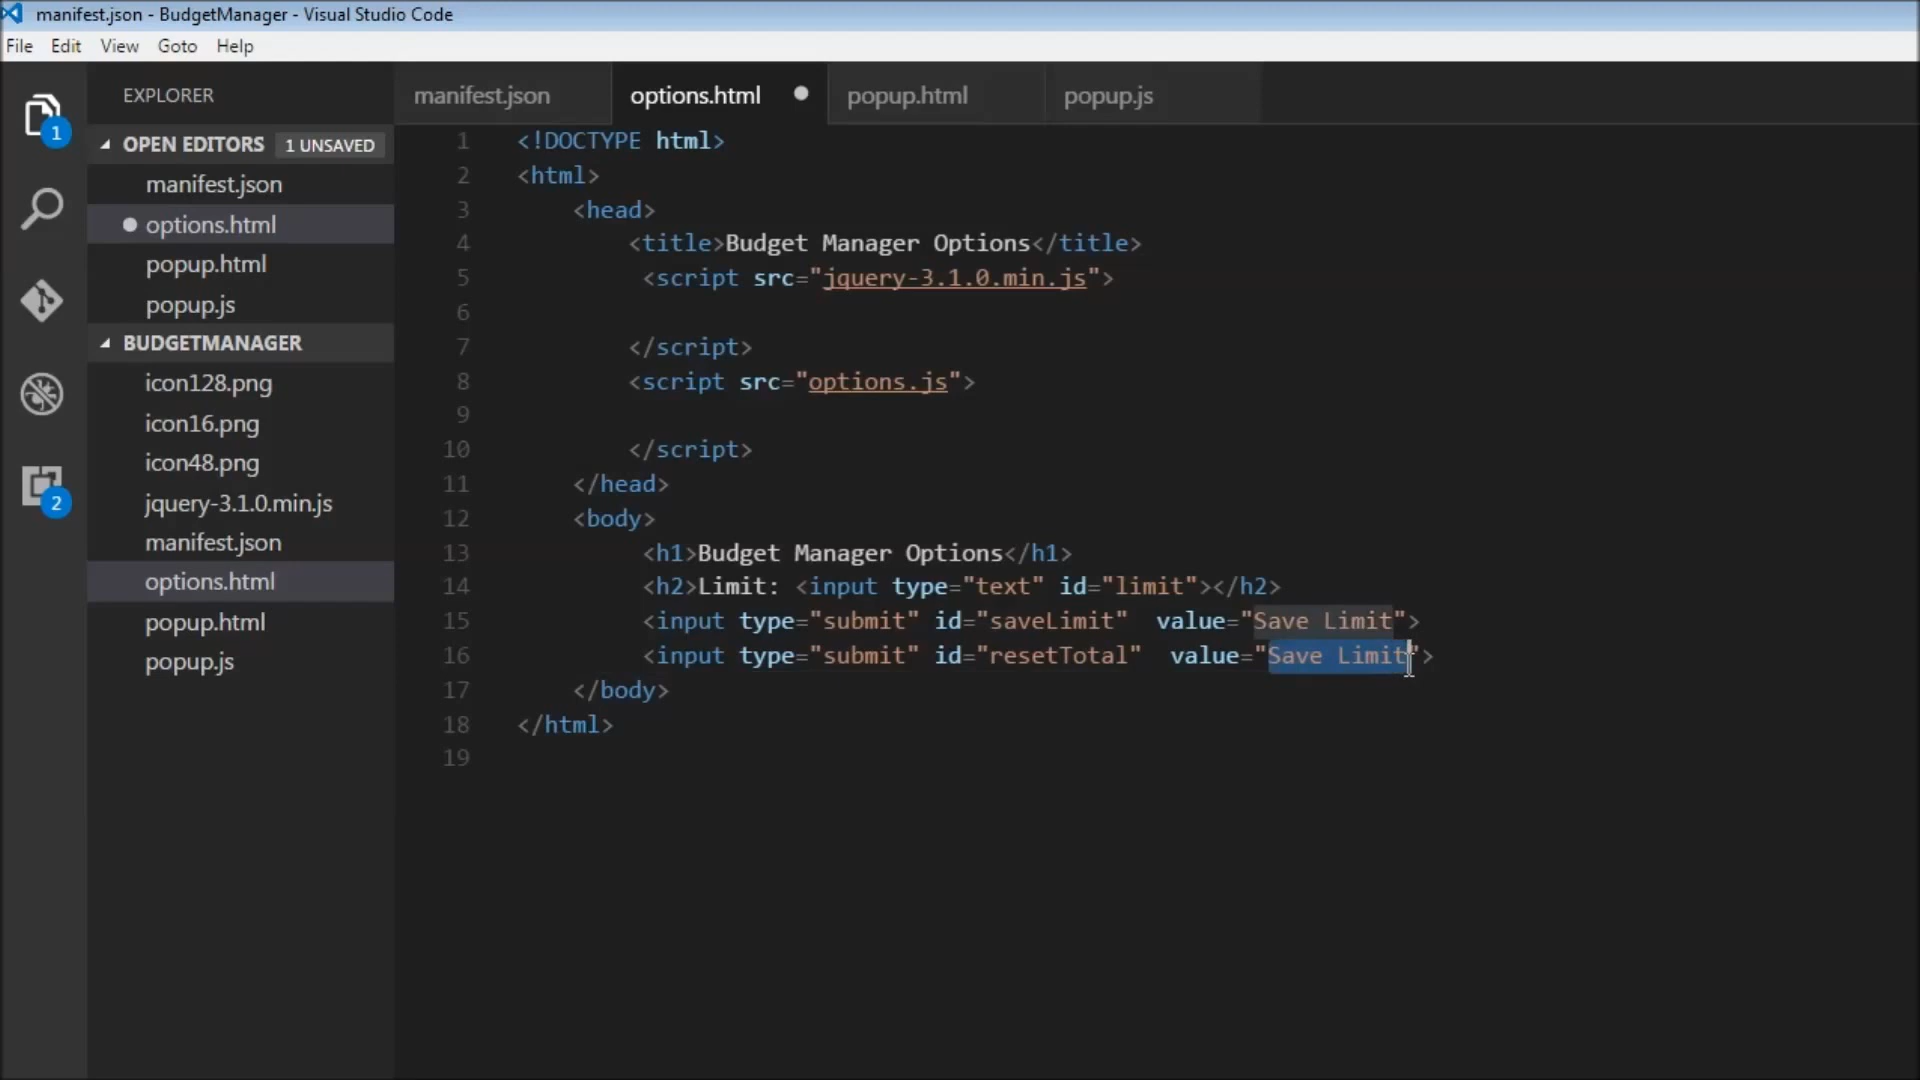 manifest.json - BudgetManager - Visual Studio Code
File Edit View Goto Help
EXPLORER
OPEN EDITORS 1 UNSAVED
manifest.json
options.html
popup.html
popup.js
BUDGETMANAGER
icon128.png
icon16.png
icon48.png
jquery-3.1.0.min.js
manifest.json
options.html
popup.html
popup.js
1
2
manifest.json options.html popup.html popup.js
1 <!DOCTYPE html>
2 <html>
3 <head>
4 <title>Budget Manager Options</title>
5 <script src="jquery-3.1.0.min.js">
6
7 </script>
8 <script src="options.js">
9
10 </script>
11 </head>
12 <body>
13 <h1>Budget Manager Options</h1>
14 <h2>Limit: <input type="text" id="limit"></h2>
15 <input type="submit" id="saveLimit"  value="Save Limit">
16 <input type="submit" id="resetTotal"  value="Save Limit">
17 </body>
18 </html>
19